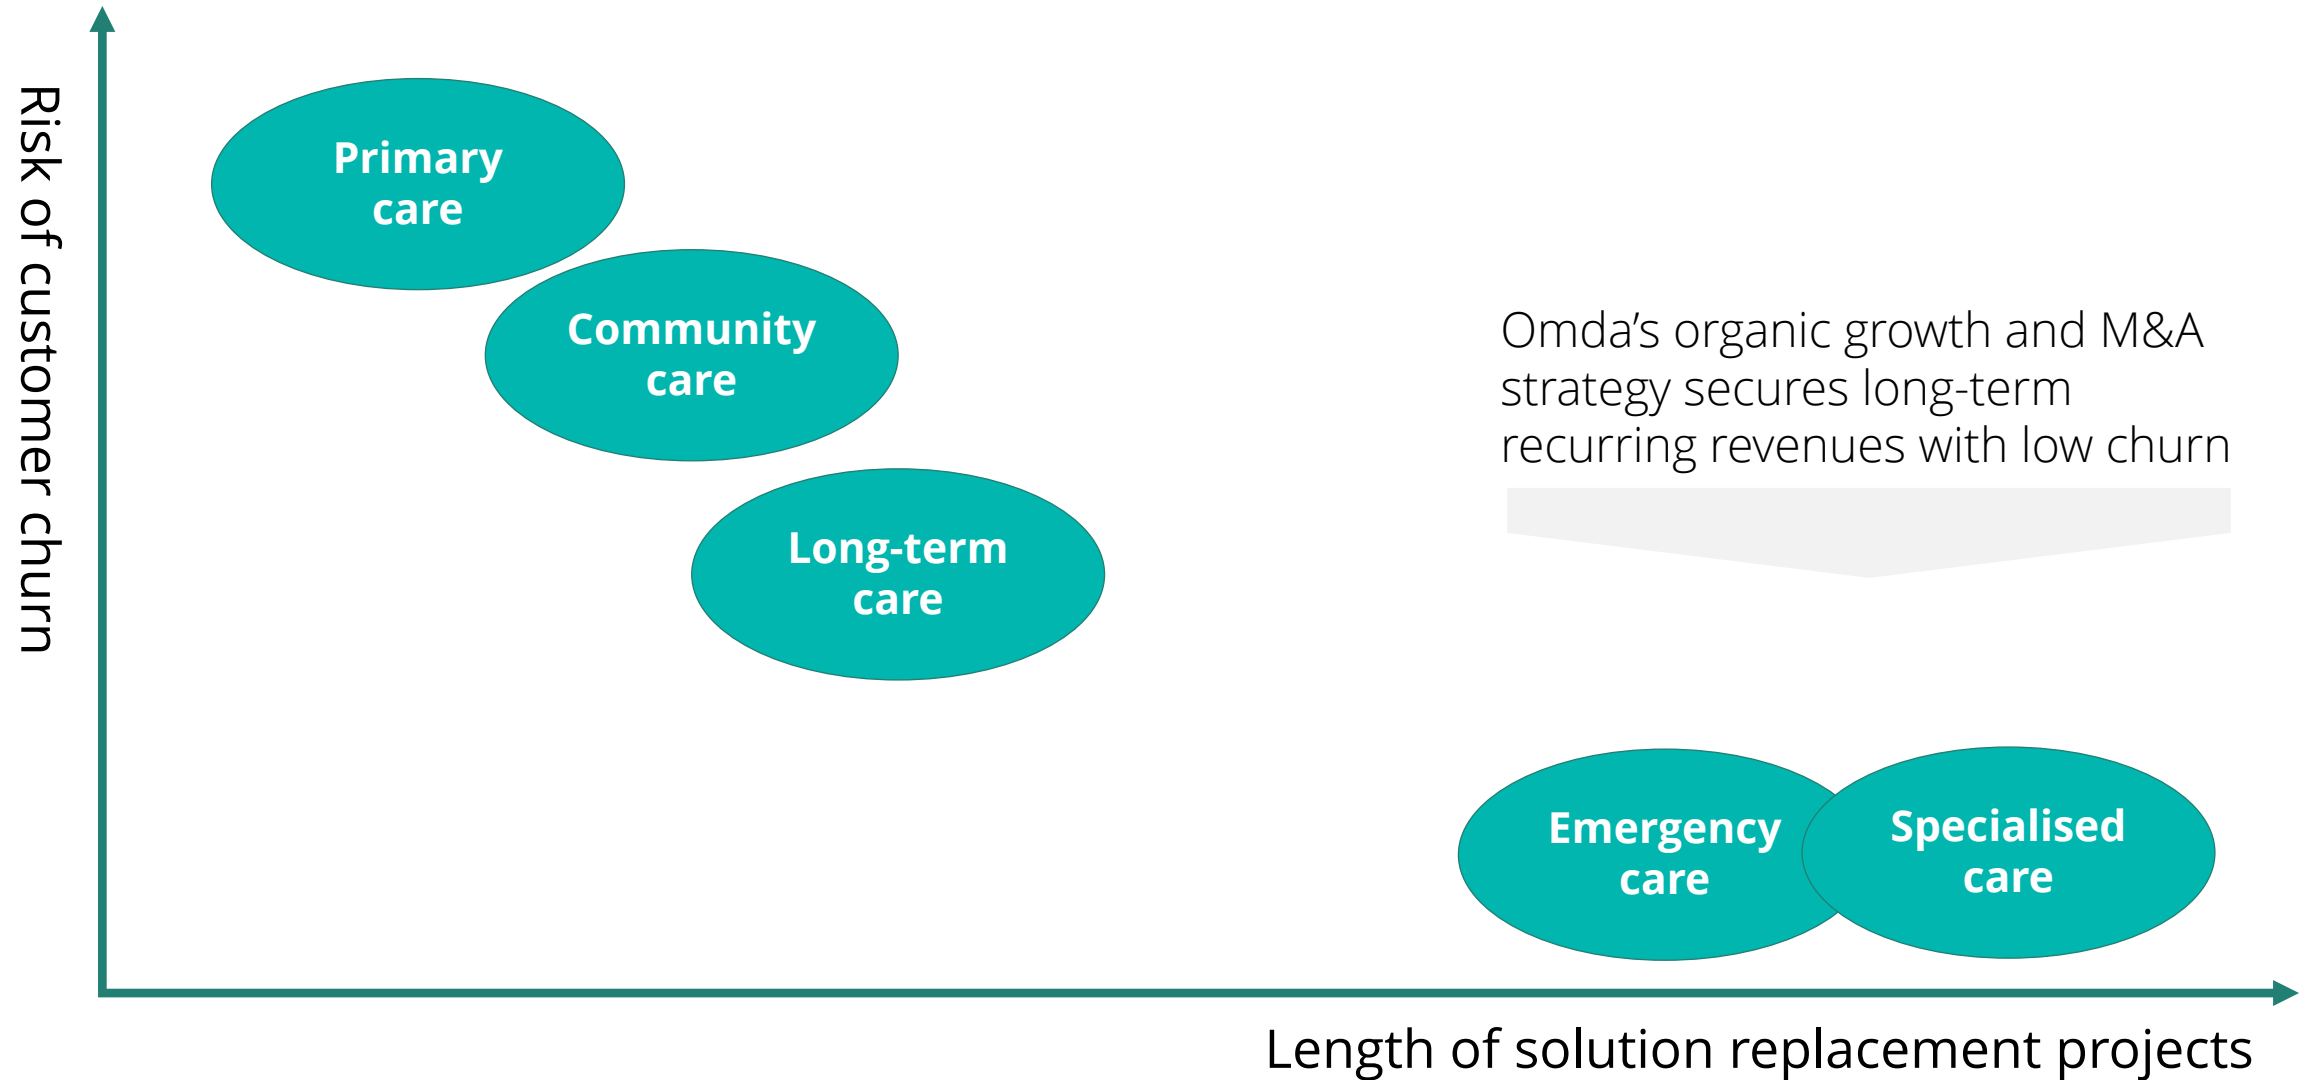 Risk of customer churn
Primary
care
Community
care
Long-term
care
Omda’s organic growth and M&A
strategy secures long-term
recurring revenues with low churn
Emergency
care
Specialised
care
Length of solution replacement projects